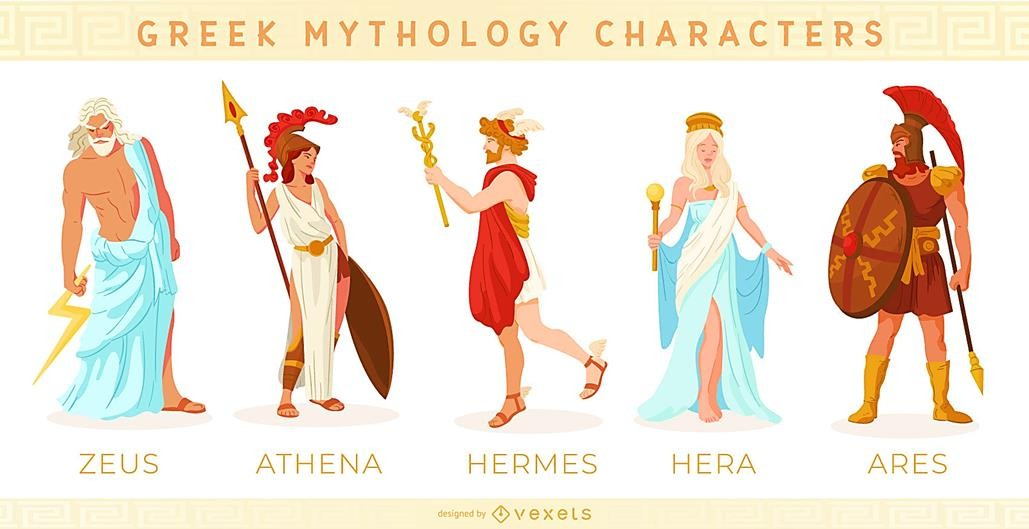 GREEK MYTHOLOGY CHARACTERS
ZEUS ATHENA HERMES HERA ARES
designed by vexels